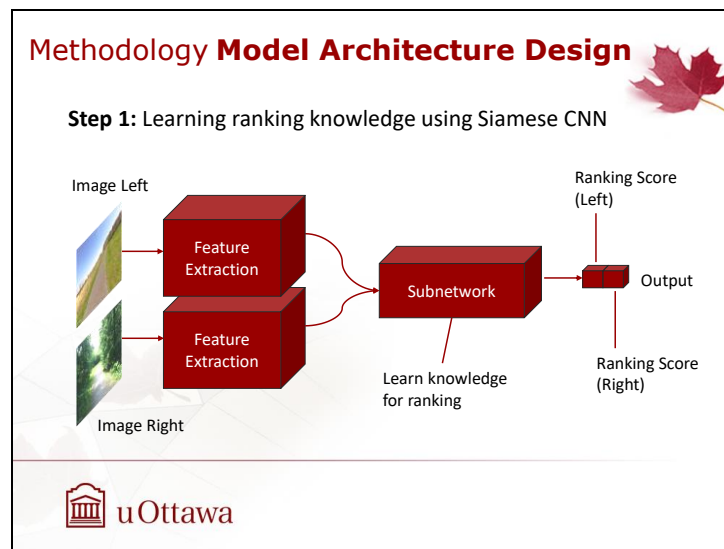 Methodology Model Architecture Design
Step 1: Learning ranking knowledge using Siamese CNN
Image Left
Feature
Extraction
Feature
Extraction
Image Right
Subnetwork
Learn knowledge
for ranking
Ranking Score
(Left)
Output
Ranking Score
(Right)
uOttawa